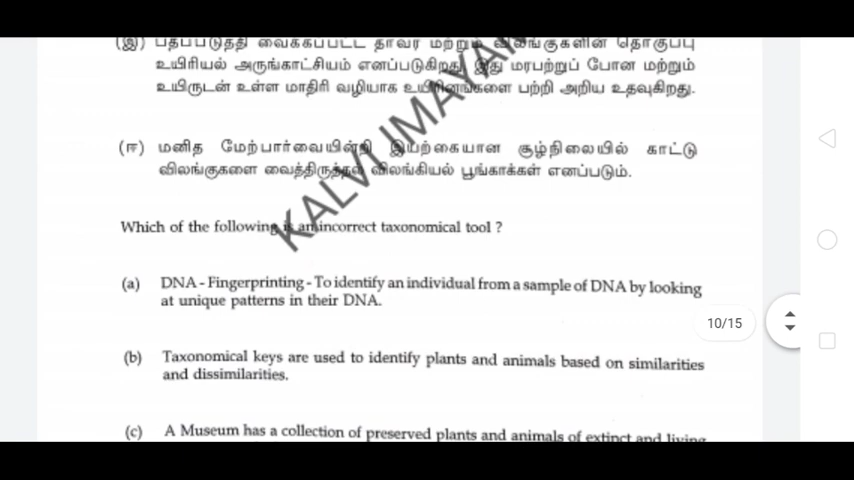 (இ) பதப்படுத்தி வைக்கப்பட்ட தாவர மற்றும் விலங்குகளின் தொகுப்பு
உயிரியல் அருங்காட்சியம் எனப்படுகிறது. இது மரபற்றுப் போன மற்றும்
உயிருடன் உள்ள மாதிரி வழியாக உயிரினங்களை பற்றி அறிய உதவுகிறது.
(ஈ) மனித மேற்பார்வையின்றி இயற்கையான சூழ்நிலையில் காட்டு
விலங்குகளை வைத்திருத்தல் விலங்கியல் பூங்காக்கள் எனப்படும்.
KALVI IMAYAN
Which of the following is an incorrect taxonomical tool ?
(a) DNA - Fingerprinting - To identify an individual from a sample of DNA by looking
at unique patterns in their DNA.
10/15
(b) Taxonomical keys are used to identify plants and animals based on similarities
and dissimilarities.
(c) A Museum has a collection of preserved plants and animals of extinct and living